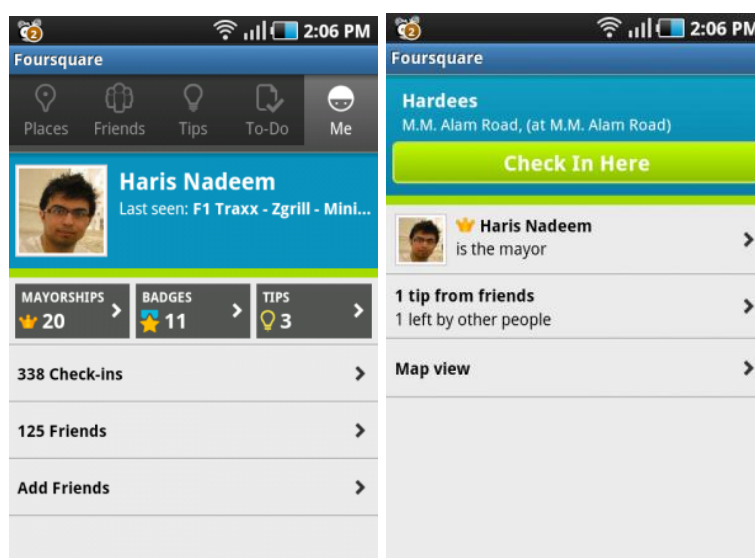 2
2:06 PM
Foursquare
Places Friends Tips To-Do Me
Haris Nadeem
Last seen: F1 Traxx - Zgrill - Mini...
MAYORSHIPS
20
BADGES
11
TIPS
3
338 Check-ins
125 Friends
Add Friends
2
2:06 PM
Foursquare
Hardees
M.M. Alam Road, (at M.M. Alam Road)
Check In Here
Haris Nadeem
is the mayor
1 tip from friends
1 left by other people
Map view